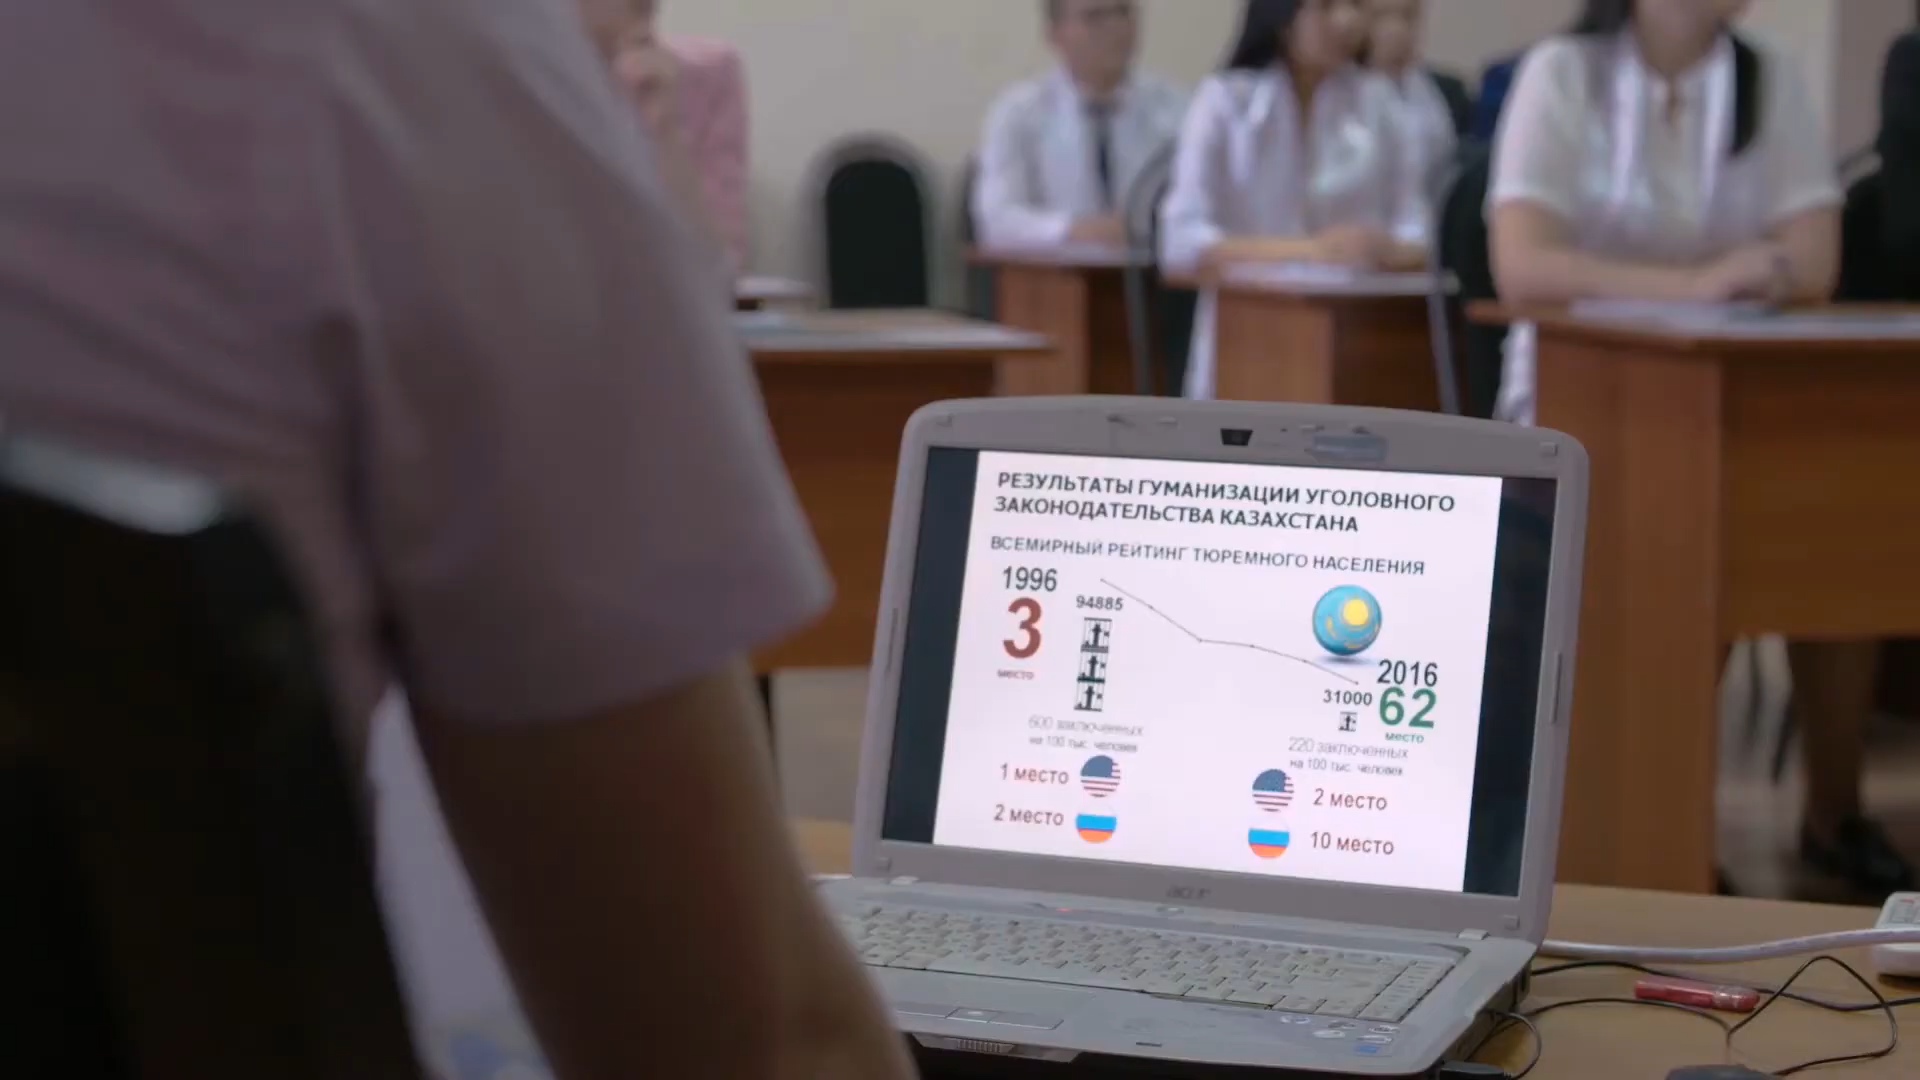 РЕЗУЛЬТАТЫ ГУМАНИЗАЦИИ УГОЛОВНОГО
ЗАКОНОДАТЕЛЬСТВА КАЗАХСТАНА
ВСЕМИРНЫЙ РЕЙТИНГ ТЮРЕМНОГО НАСЕЛЕНИЯ
1996
3
место
94885
600 заключенных
на 100 тыс. человек
2016
31000
62
место
220 заключенных
на 100 тыс. человек
1 место
2 место
2 место
10 место
acer